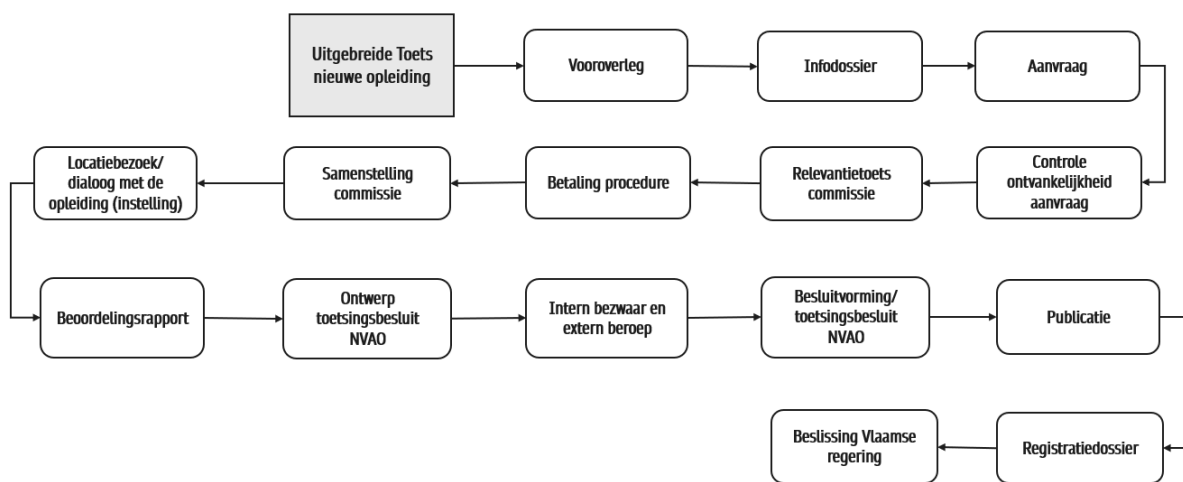 Uitgebreide Toets
nieuwe opleiding
Vooroverleg
Infodossier
Aanvraag
Locatiebezoek/
dialoog met de
opleiding (instelling)
Samenstelling
commissie
Betaling procedure
Relevantietoets
commissie
Controle
ontvankelijkheid
aanvraag
Beoordelingsrapport
Ontwerp
toetsingsbesluit
NVAO
Intern bezwaar en
extern beroep
Besluitvorming/
toetsingsbesluit
NVAO
Publicatie
Beslissing Vlaamse
regering
Registratiedossier